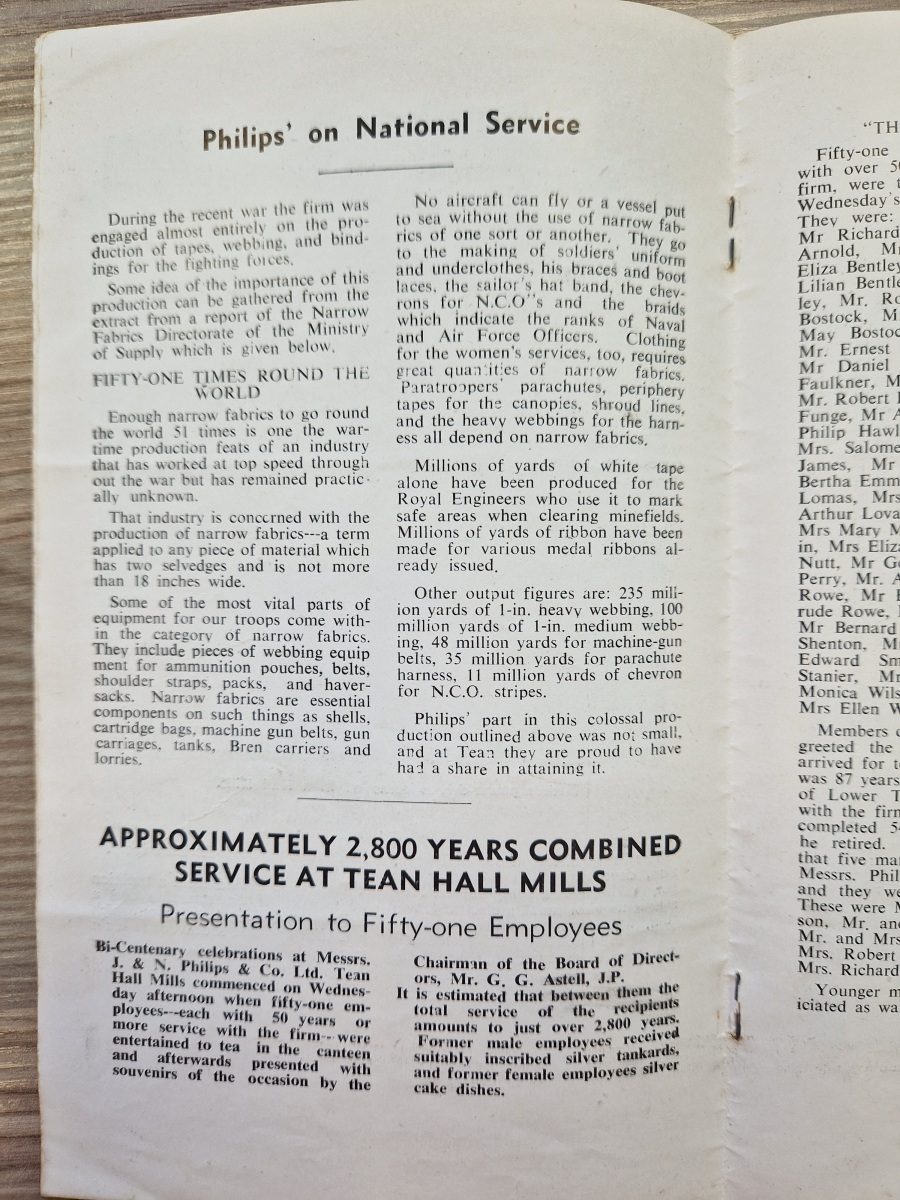 Philips' on National Service
During the recent war the firm was
engaged almost entirely on the pro-
duction of tapes, webbing, and bind-
ings for the fighting forces.
Some idea of the importance of this
production can be gathered from the
extract from a report of the Narrow
Fabrics Directorate of the Ministry
of Supply which is given below.
FIFTY-ONE TIMES ROUND THE
WORLD
Enough narrow fabrics to go round
the world 51 times is one the war-
time production feats of an industry
that has worked at top speed through
out the war but has remained practic-
ally unknown.
That industry is concerned with the
production of narrow fabrics---a term
applied to any piece of material which
has two selvedges and is not more
than 18 inches wide.
Some of the most vital parts of
equipment for our troops come with-
in the category of narrow fabrics.
They include pieces of webbing equip
ment for ammunition pouches, belts,
shoulder straps, packs, and haver-
sacks. Narrow fabrics are essential
components on such things as shells,
cartridge bags, machine gun belts, gun
carriages, tanks, Bren carriers and
lorries.
No aircraft can fly or a vessel put
to sea without the use of narrow fab-
rics of one sort or another. They go
to the making of soldiers' uniform
and underclothes, his braces and boot
laces, the sailor's hat band, the chev-
rons for N.C.O"s and the braids
which indicate the ranks of Naval
and Air Force Officers. Clothing
for the women's services, too, requires
great quantities of narrow fabrics.
Paratroopers' parachutes, periphery
tapes for the canopies, shroud lines,
and the heavy webbings for the harn-
ess all depend on narrow fabrics.
Millions of yards of white tape
alone have been produced for the
Royal Engineers who use it to mark
safe areas when clearing minefields.
Millions of yards of ribbon have been
made for various medal ribbons al-
ready issued.
Other output figures are: 235 mill-
ion yards of 1-in. heavy webbing, 100
million yards of 1-in. medium webb-
ing, 48 million yards for machine-gun
belts, 35 million yards for parachute
harness, 11 million yards of chevron
for N.C.O. stripes.
Philips' part in this colossal pro-
duction outlined above was not small,
and at Tean they are proud to have
had a share in attaining it.
APPROXIMATELY 2,800 YEARS COMBINED
SERVICE AT TEAN HALL MILLS
Presentation to Fifty-one Employees
Bi-Centenary celebrations at Messrs.
J. & N. Philips & Co. Ltd. Tean
Hall Mills commenced on Wednes-
day afternoon when fifty-one em-
ployees---each with 50 years or
more service with the firm--were
entertained to tea in the canteen
and afterwards presented with
souvenirs of the occasion by the
Chairman of the Board of Direct-
ors, Mr. G. G. Astell, J.P.
It is estimated that between them the
total service of the recipients
amounts to just over 2,800 years.
Former male employees received
suitably inscribed silver tankards,
and former female employees silver
cake dishes.
"TH
Fifty-one
with over 5
firm, were t
Wednesday's
They were:
Mr Richard
Arnold, Mr
Eliza Bentley
Lilian Bentle
ley, Mr. Ro
Bostock, M
May Bostoc
Mr. Ernest
Mr Daniel
Faulkner, M
Mr. Robert
Funge, Mr A
Philip Hawl
Mrs. Salome
James, Mr
Bertha Emm
Lomas, Mrs
Arthur Lova
Mrs Mary M
in, Mrs Eliza
Nutt, Mr Ge
Perry, Mr. A
Rowe, Mr
rude Rowe,
Mr Bernard
Shenton, M
Edward Sm
Stanier, Mr
Monica Wils
Mrs Ellen W
Members o
greeted the
arrived for t
was 87 years
of Lower T
with the firm
completed 5
he retired.
that five mar
Messrs. Phil
and they we
These were M
son, Mr. and
Mr. and Mrs
Mrs. Robert
Mrs. Richard
Younger m
iciated as wa